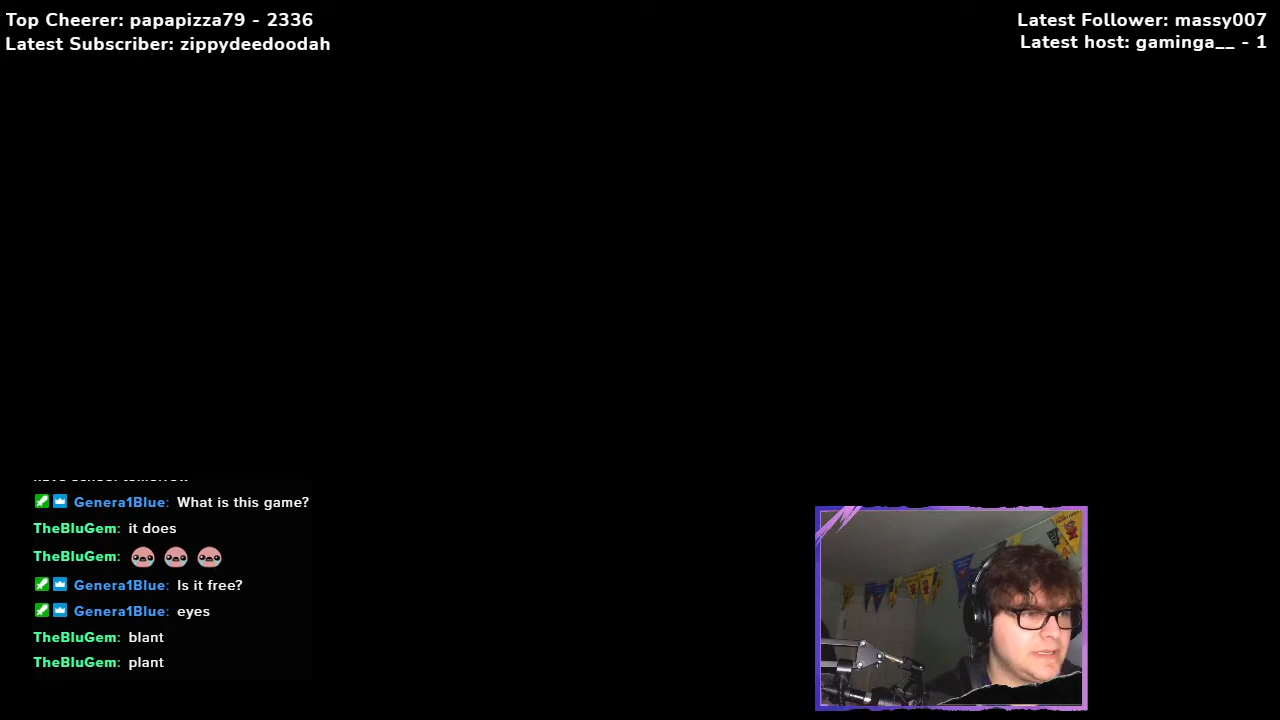 Top Cheerer: papapizza79 - 2336
Latest Subscriber: zippydeedoodah
Latest Follower: massy007
Latest host: gaminga__ - 1
Genera1Blue: What is this game?
TheBluGem: it does
TheBluGem:
Genera1Blue: Is it free?
Genera1Blue: eyes
TheBluGem: blant
TheBluGem: plant